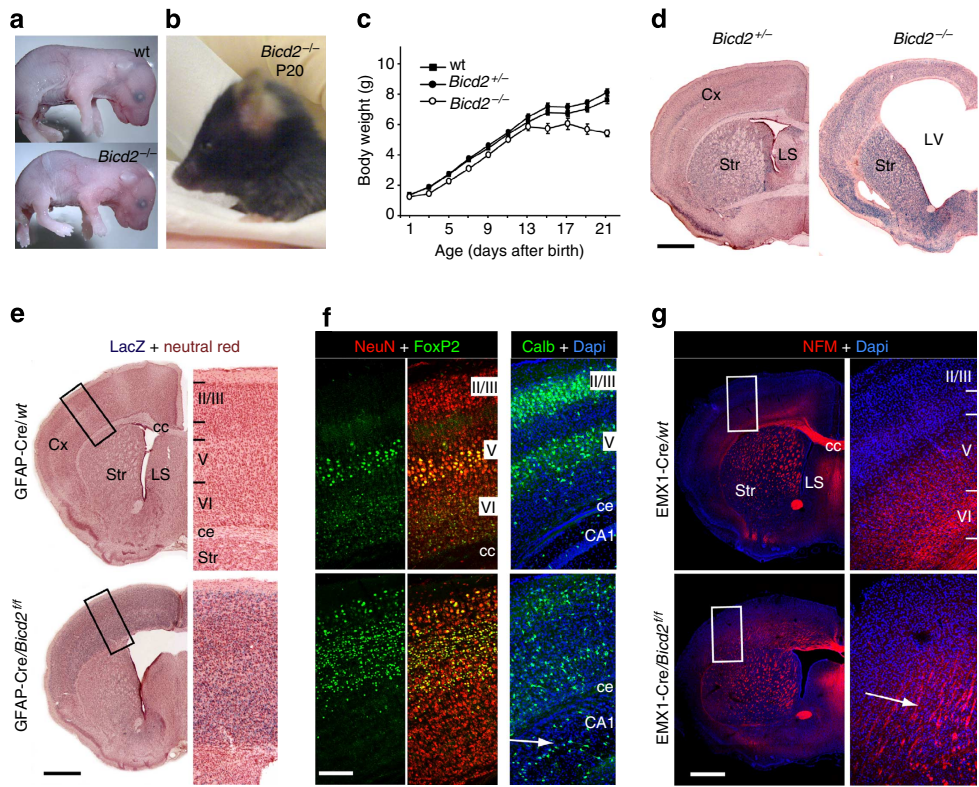 a
wt
Bicd2–/–
b
Bicd2–/–
P20
c
wt
Bicd2+/–
Bicd2–/–
Body weight (g)
10
8
6
4
2
0
1 5 9 13 17 21
Age (days after birth)
d
Bicd2+/– Bicd2–/–
Cx
Str
LS
Str
LV
e
LacZ + neutral red
GFAP-Cre/wt
Cx
Str
LS
cc
II/III
V
VI
ce
Str
GFAP-Cre/Bicd2f/f
f
NeuN + FoxP2
II/III
V
VI
cc
Calb + Dapi
II/III
V
ce
CA1
ce
CA1
g
NFM + Dapi
EMX1-Cre/wt
Str
LS
cc
II/III
V
VI
EMX1-Cre/Bicd2f/f